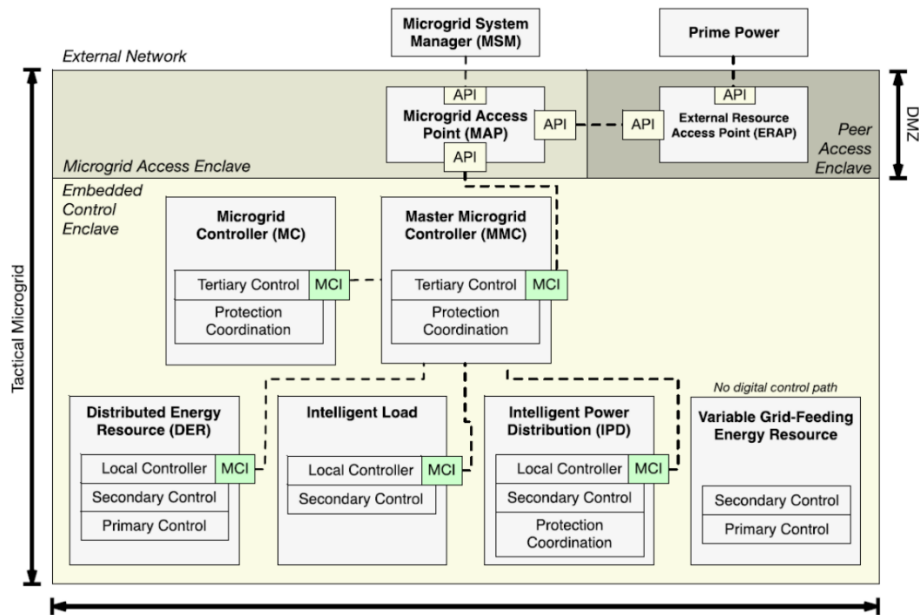 Microgrid System
Manager (MSM)
Prime Power
External Network
API
API
Microgrid Access
Point (MAP)
API
API
External Resource
Access Point (ERAP)
API
Peer
Access
Enclave
DMZ
Microgrid Access Enclave
Embedded
Control
Enclave
Tactical Microgrid
Microgrid
Controller (MC)
Tertiary Control
MCI
Protection
Coordination
Master Microgrid
Controller (MMC)
Tertiary Control
MCI
Protection
Coordination
No digital control path
Distributed Energy
Resource (DER)
Local Controller
MCI
Secondary Control
Primary Control
Intelligent Load
Local Controller
MCI
Secondary Control
Intelligent Power
Distribution (IPD)
Local Controller
MCI
Secondary Control
Protection
Coordination
Variable Grid-Feeding
Energy Resource
Secondary Control
Primary Control